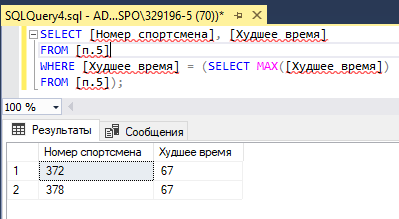 SQLQuery4.sql - AD...SPO\329196-5 (70))*
SELECT [Номер спортсмена], [Худшее время]
FROM [п.5]
WHERE [Худшее время] = (SELECT MAX([Худшее время])
FROM [п.5]);
100 %
Результаты Сообщения
Номер спортсмена Худшее время
1 372 67
2 378 67